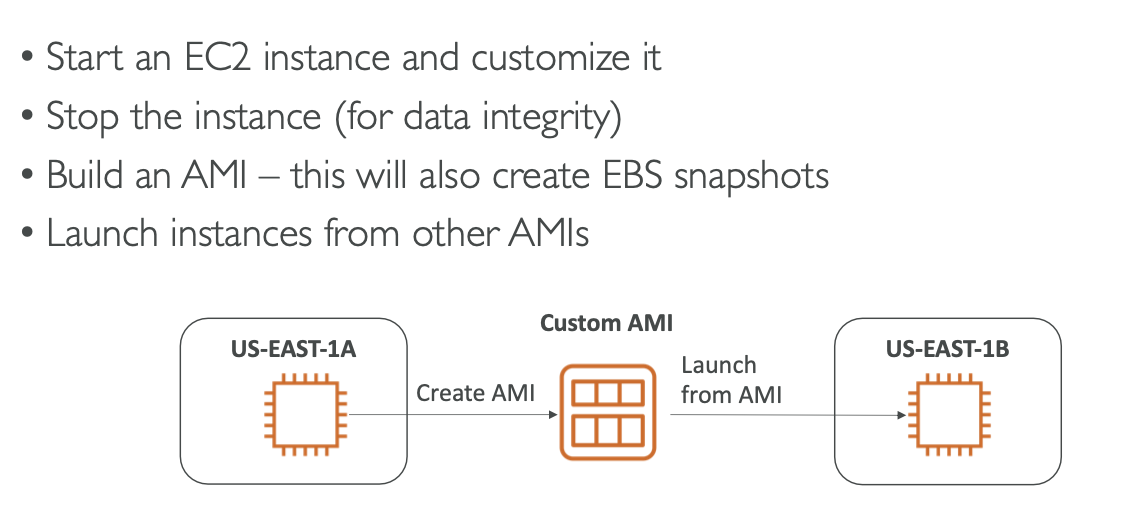 • Start an EC2 instance and customize it
• Stop the instance (for data integrity)
• Build an AMI – this will also create EBS snapshots
• Launch instances from other AMIs
Custom AMI
US-EAST-1A
US-EAST-1B
Create AMI
Launch
from AMI